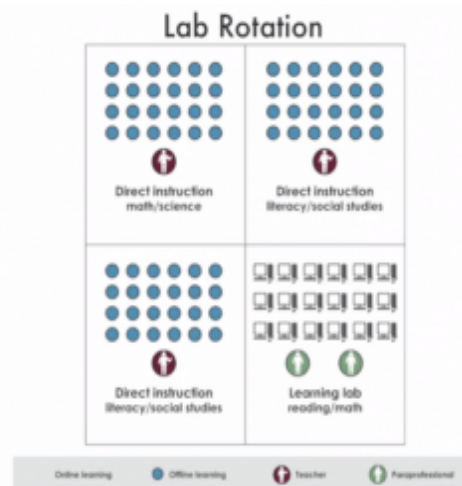 Lab Rotation
Direct instruction
math/science
Direct instruction
literacy/social studies
Direct instruction
literacy/social studies
Learning lab
reading/math
Online learning
Offline learning
Teacher
Paraprofessional